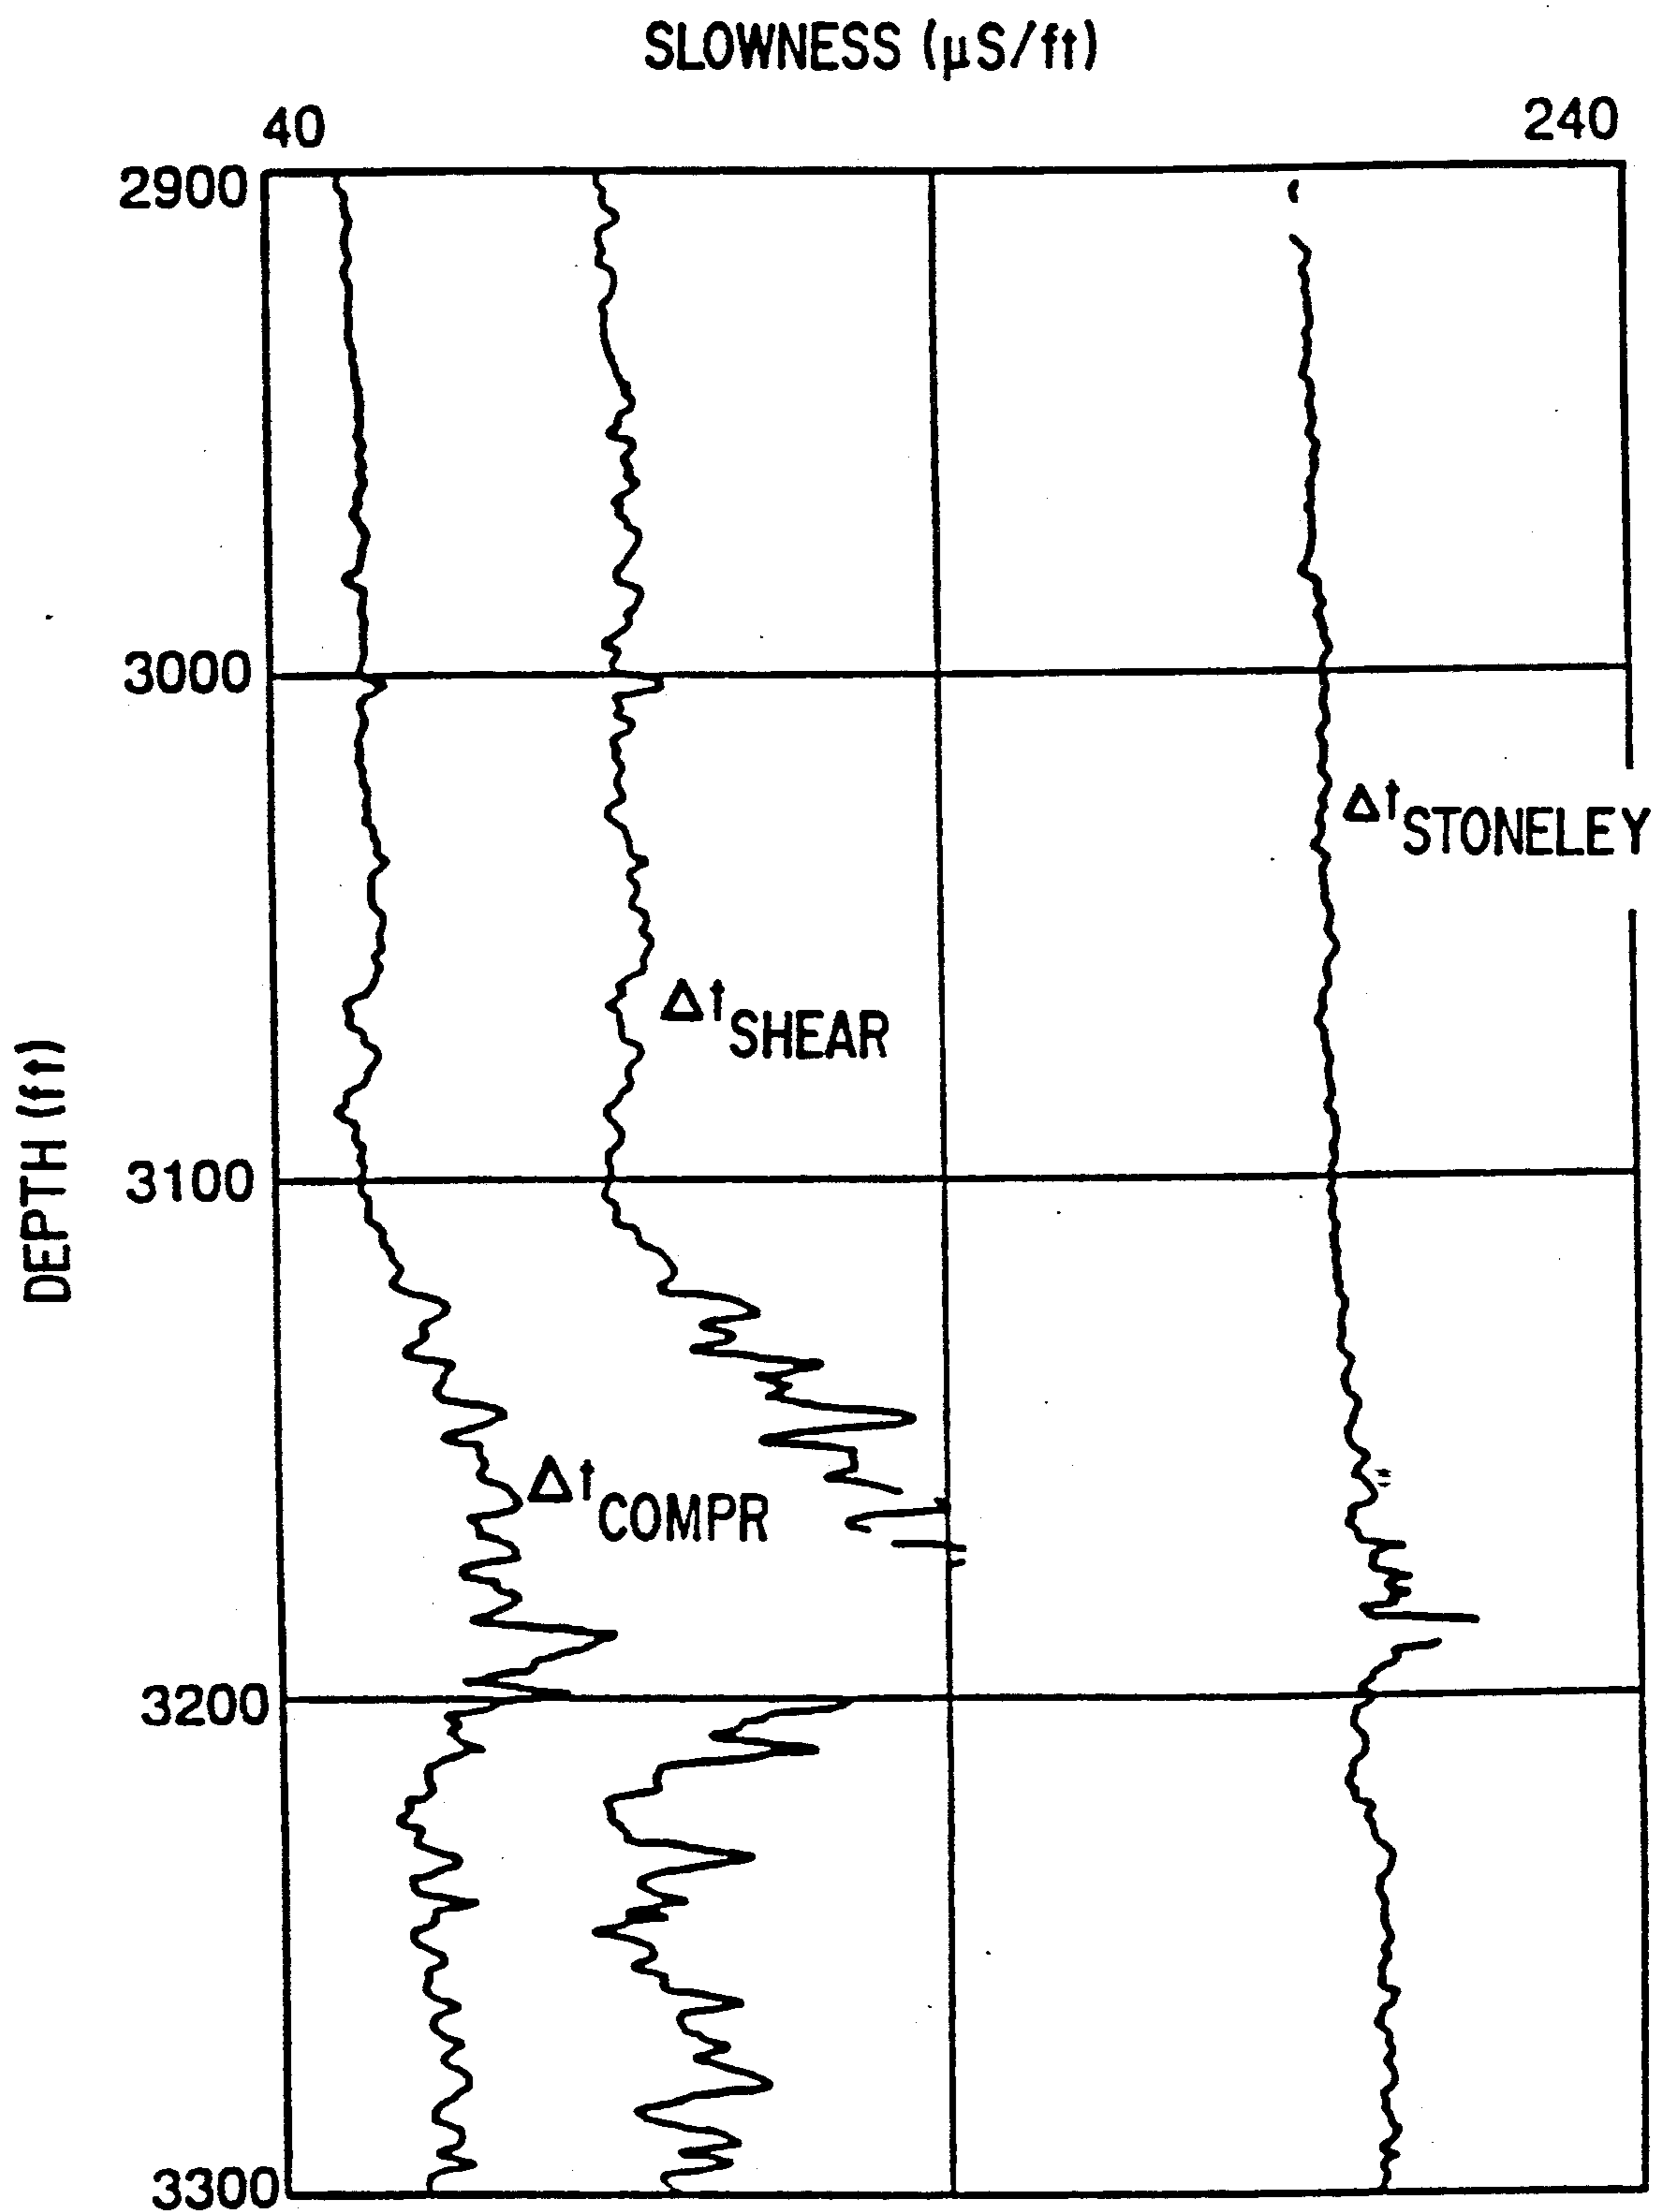 SLOWNESS (µS/ft)
40 240
2900
3000
Δt STONELEY
Δt SHEAR
DEPTH (ft)
3100
Δt COMPR
3200
3300